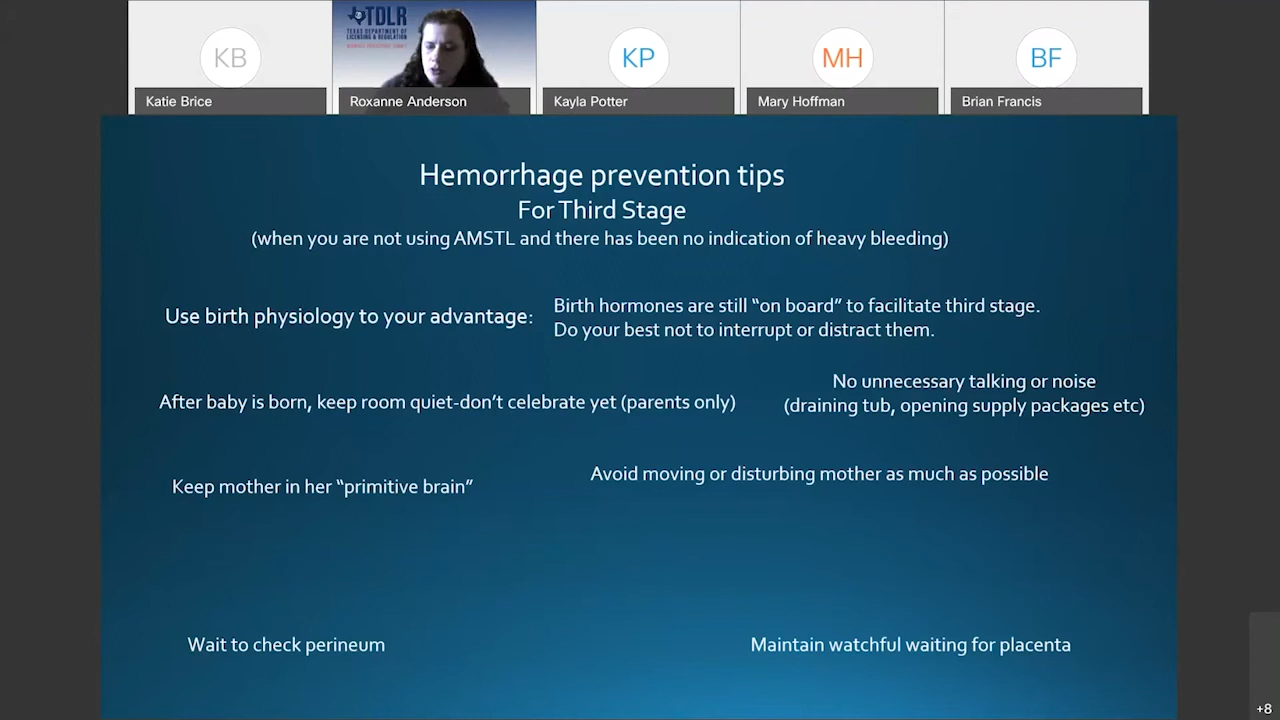 KB
Katie Brice
TDLR
TEXAS DEPARTMENT OF
LICENSING & REGULATION
Roxanne Anderson
KP
Kayla Potter
MH
Mary Hoffman
BF
Brian Francis
Hemorrhage prevention tips
For Third Stage
(when you are not using AMSTL and there has been no indication of heavy bleeding)
Use birth physiology to your advantage:
Birth hormones are still “on board” to facilitate third stage.
Do your best not to interrupt or distract them.
After baby is born, keep room quiet-don’t celebrate yet (parents only)
No unnecessary talking or noise
(draining tub, opening supply packages etc)
Keep mother in her “primitive brain”
Avoid moving or disturbing mother as much as possible
Wait to check perineum
Maintain watchful waiting for placenta
+8